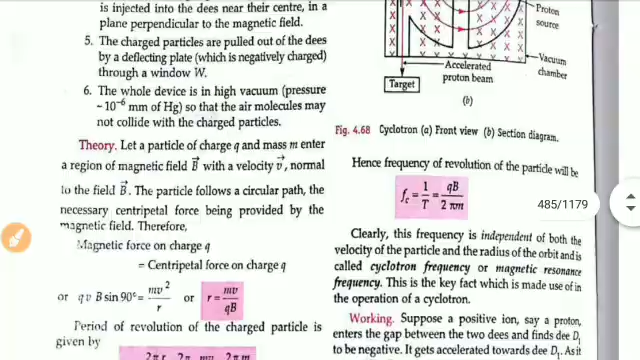 is injected into the dees near their centre, in a
plane perpendicular to the magnetic field.
5. The charged particles are pulled out of the dees
by a deflecting plate (which is negatively charged)
through a window W.
6. The whole device is in high vacuum (pressure
~ 10⁻⁶ mm of Hg) so that the air molecules may
not collide with the charged particles.
Theory. Let a particle of charge q and mass m enter
a region of magnetic field B⃗ with a velocity v⃗, normal
to the field B⃗. The particle follows a circular path, the
necessary centripetal force being provided by the
magnetic field. Therefore,
Magnetic force on charge q
= Centripetal force on charge q
or q v B sin 90° = mv²/r or r = mv/qB
Period of revolution of the charged particle is
given by
2πr 2π mv 2πm
Proton
source
Vacuum
chamber
Accelerated
proton beam
Target
(b)
Fig. 4.68 Cyclotron (a) Front view (b) Section diagram.
Hence frequency of revolution of the particle will be
f_c = 1/T = qB/2πm
485/1179
Clearly, this frequency is independent of both the
velocity of the particle and the radius of the orbit and is
called cyclotron frequency or magnetic resonance
frequency. This is the key fact which is made use of in
the operation of a cyclotron.
Working. Suppose a positive ion, say a proton,
enters the gap between the two dees and finds dee D₁
to be negative. It gets accelerated towards dee D₁. As it